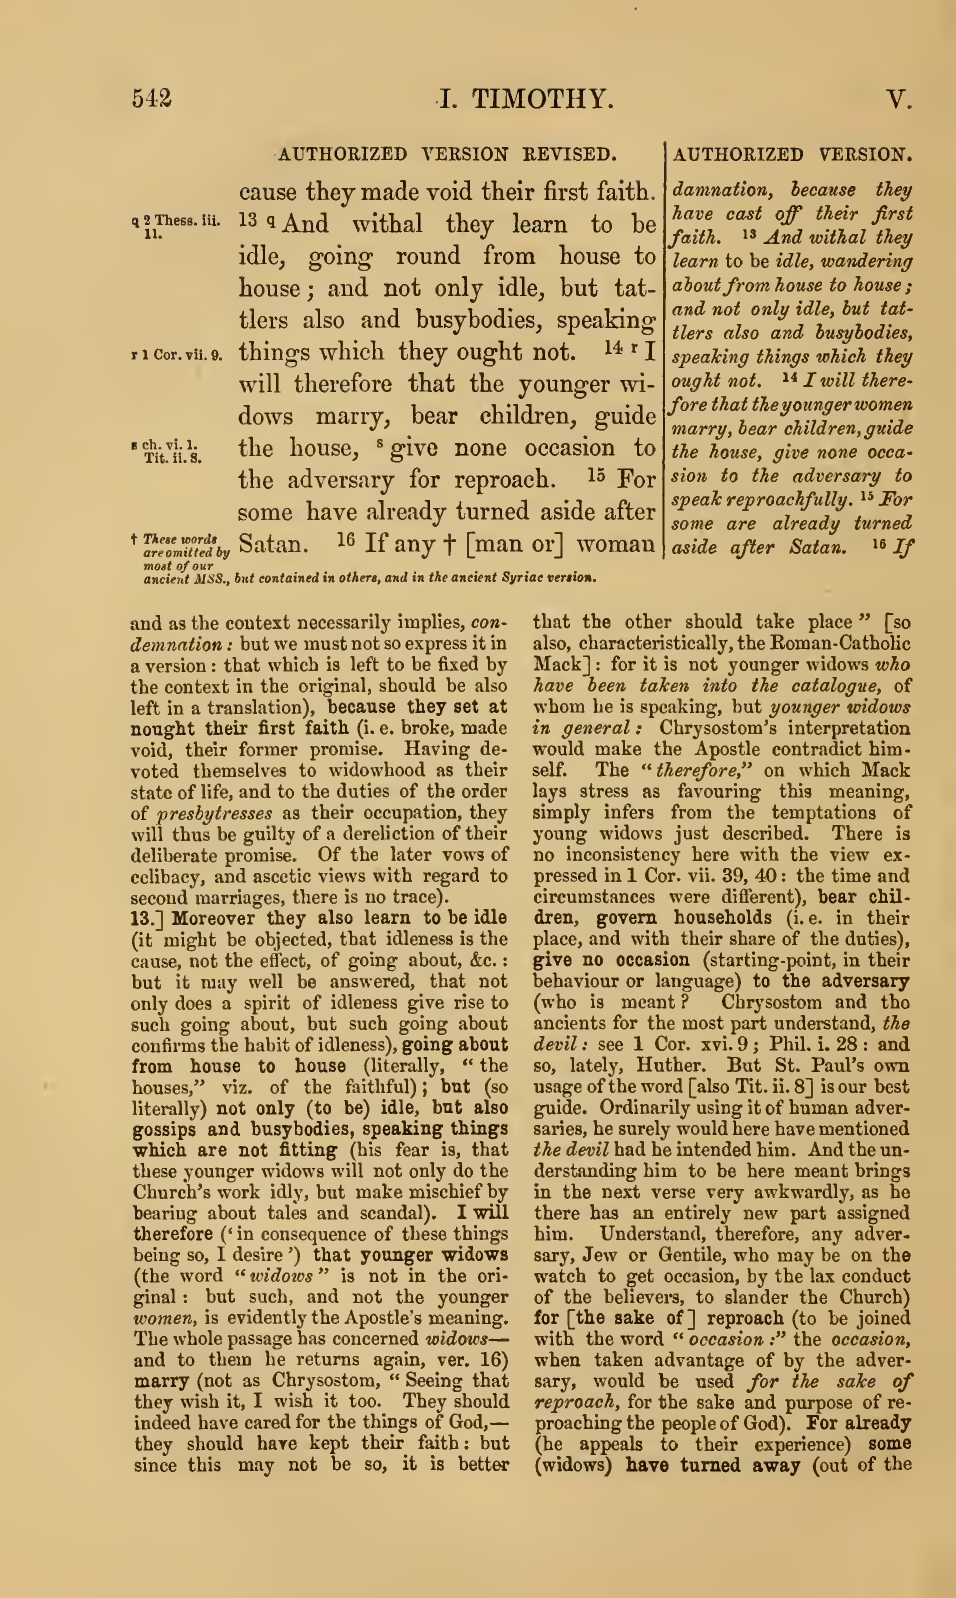 542
I. TIMOTHY.
V.
AUTHORIZED VERSION REVISED.
cause they made void their first faith.
q 2 Thess. iii.
11.
13 q And withal they learn to be
idle, going round from house to
house ; and not only idle, but tat-
tlers also and busybodies, speaking
r 1 Cor. vii. 9.
things which they ought not. 14 r I
will therefore that the younger wi-
dows marry, bear children, guide
s ch. vi. 1.
Tit. ii. 8.
the house, s give none occasion to
the adversary for reproach. 15 For
some have already turned aside after
† These words
are omitted by
most of our
ancient MSS., but contained in others, and in the ancient Syriac version.
Satan. 16 If any † [man or] woman
AUTHORIZED VERSION.
damnation, because they
have cast off their first
faith. 13 And withal they
learn to be idle, wandering
about from house to house ;
and not only idle, but tat-
tlers also and busybodies,
speaking things which they
ought not. 14 I will there-
fore that the younger women
marry, bear children, guide
the house, give none occa-
sion to the adversary to
speak reproachfully. 15 For
some are already turned
aside after Satan. 16 If
and as the context necessarily implies, con-
demnation : but we must not so express it in
a version : that which is left to be fixed by
the context in the original, should be also
left in a translation), because they set at
nought their first faith (i. e. broke, made
void, their former promise. Having de-
voted themselves to widowhood as their
state of life, and to the duties of the order
of presbytresses as their occupation, they
will thus be guilty of a dereliction of their
deliberate promise. Of the later vows of
celibacy, and ascetic views with regard to
second marriages, there is no trace).
13.] Moreover they also learn to be idle
(it might be objected, that idleness is the
cause, not the effect, of going about, &c. :
but it may well be answered, that not
only does a spirit of idleness give rise to
such going about, but such going about
confirms the habit of idleness), going about
from house to house (literally, “ the
houses,” viz. of the faithful) ; but (so
literally) not only (to be) idle, but also
gossips and busybodies, speaking things
which are not fitting (his fear is, that
these younger widows will not only do the
Church's work idly, but make mischief by
bearing about tales and scandal). I will
therefore (‘ in consequence of these things
being so, I desire ’) that younger widows
(the word “ widows ” is not in the ori-
ginal : but such, and not the younger
women, is evidently the Apostle's meaning.
The whole passage has concerned widows—
and to them he returns again, ver. 16)
marry (not as Chrysostom, “ Seeing that
they wish it, I wish it too. They should
indeed have cared for the things of God,—
they should have kept their faith : but
since this may not be so, it is better
that the other should take place ” [so
also, characteristically, the Roman-Catholic
Mack] : for it is not younger widows who
have been taken into the catalogue, of
whom he is speaking, but younger widows
in general : Chrysostom's interpretation
would make the Apostle contradict him-
self. The “ therefore,” on which Mack
lays stress as favouring this meaning,
simply infers from the temptations of
young widows just described. There is
no inconsistency here with the view ex-
pressed in 1 Cor. vii. 39, 40 : the time and
circumstances were different), bear chil-
dren, govern households (i. e. in their
place, and with their share of the duties),
give no occasion (starting-point, in their
behaviour or language) to the adversary
(who is meant ? Chrysostom and the
ancients for the most part understand, the
devil : see 1 Cor. xvi. 9 ; Phil. i. 28 : and
so, lately, Huther. But St. Paul's own
usage of the word [also Tit. ii. 8] is our best
guide. Ordinarily using it of human adver-
saries, he surely would here have mentioned
the devil had he intended him. And the un-
derstanding him to be here meant brings
in the next verse very awkwardly, as he
there has an entirely new part assigned
him. Understand, therefore, any adver-
sary, Jew or Gentile, who may be on the
watch to get occasion, by the lax conduct
of the believers, to slander the Church)
for [the sake of ] reproach (to be joined
with the word “ occasion :” the occasion,
when taken advantage of by the adver-
sary, would be used for the sake of
reproach, for the sake and purpose of re-
proaching the people of God). For already
(he appeals to their experience) some
(widows) have turned away (out of the